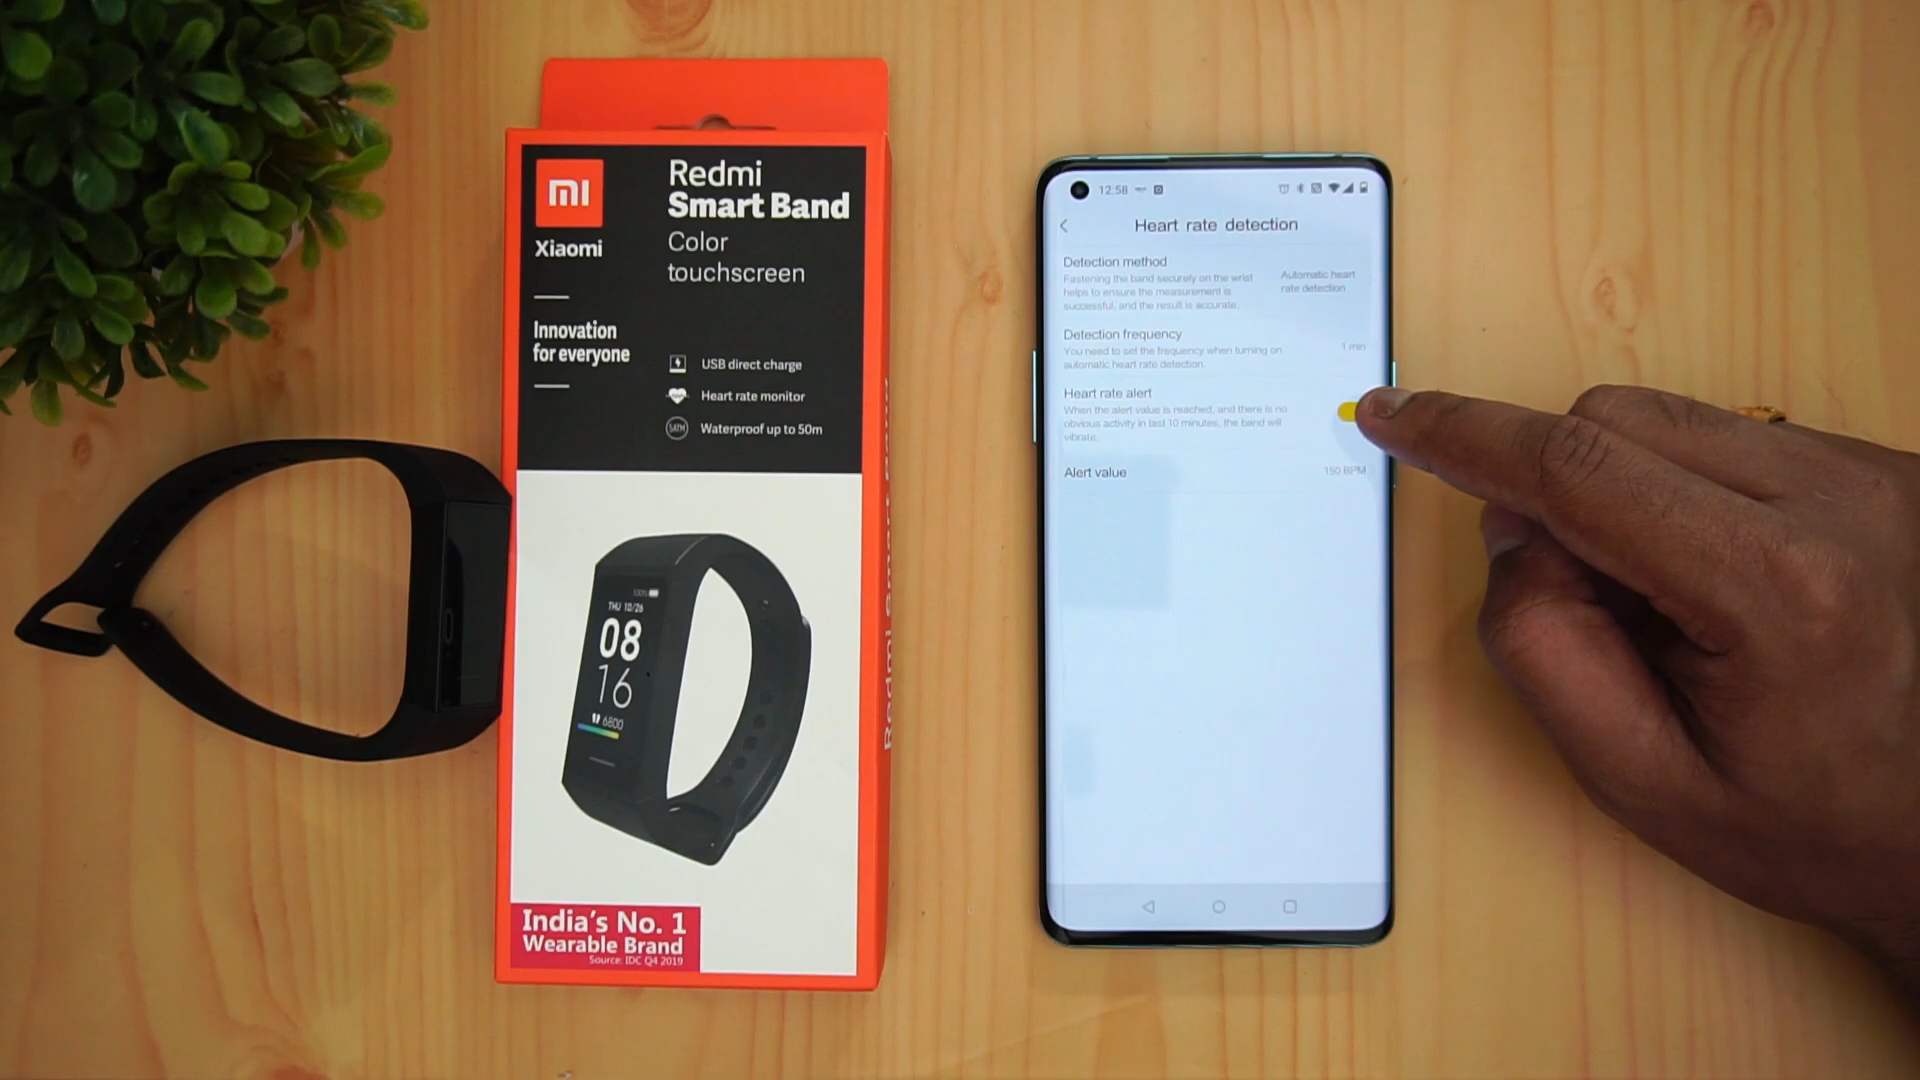 mi
Xiaomi
Innovation
for everyone
Redmi
Smart Band
Color
touchscreen
USB direct charge
Heart rate monitor
5ATM
Waterproof up to 50m
100%
THU 10/26
08
16
6800
India's No. 1
Wearable Brand
Source: IDC Q4 2019
Redmi Smart Band
12:58
Heart rate detection
Detection method
Fastening the band securely on the wrist
helps to ensure the measurement is
successful, and the result is accurate.
Automatic heart
rate detection
Detection frequency
You need to set the frequency when turning on
automatic heart rate detection.
1 min
Heart rate alert
When the alert value is reached, and there is no
obvious activity in last 10 minutes, the band will
vibrate.
Alert value
150 BPM